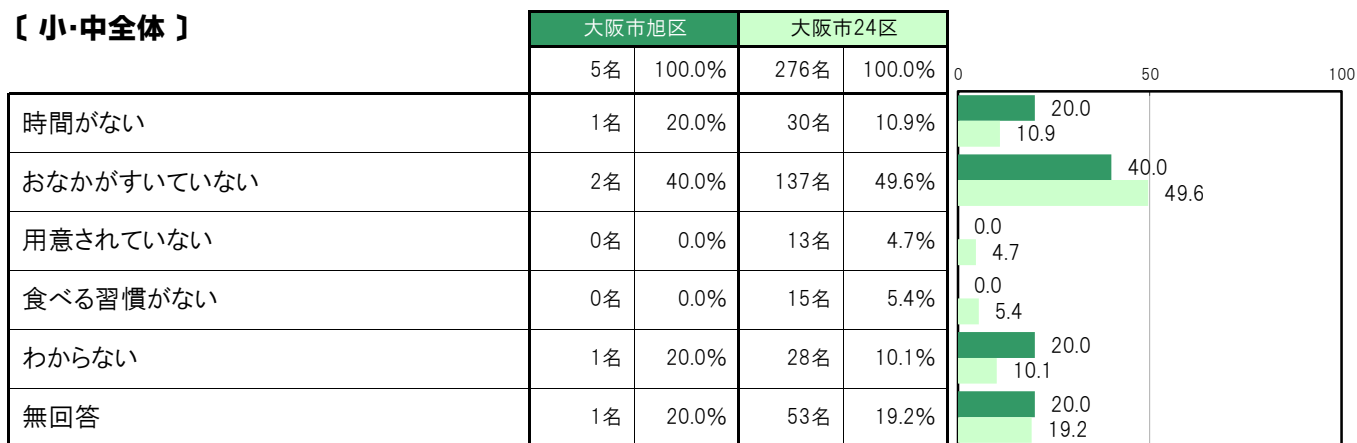 〔 小・中全体 〕
大阪市旭区 大阪市24区
5名 100.0% 276名 100.0%
0 50 100
時間がない 1名 20.0% 30名 10.9% 20.0
10.9
おなかがすいていない 2名 40.0% 137名 49.6% 40.0
49.6
用意されていない 0名 0.0% 13名 4.7% 0.0
4.7
食べる習慣がない 0名 0.0% 15名 5.4% 0.0
5.4
わからない 1名 20.0% 28名 10.1% 20.0
10.1
無回答 1名 20.0% 53名 19.2% 20.0
19.2